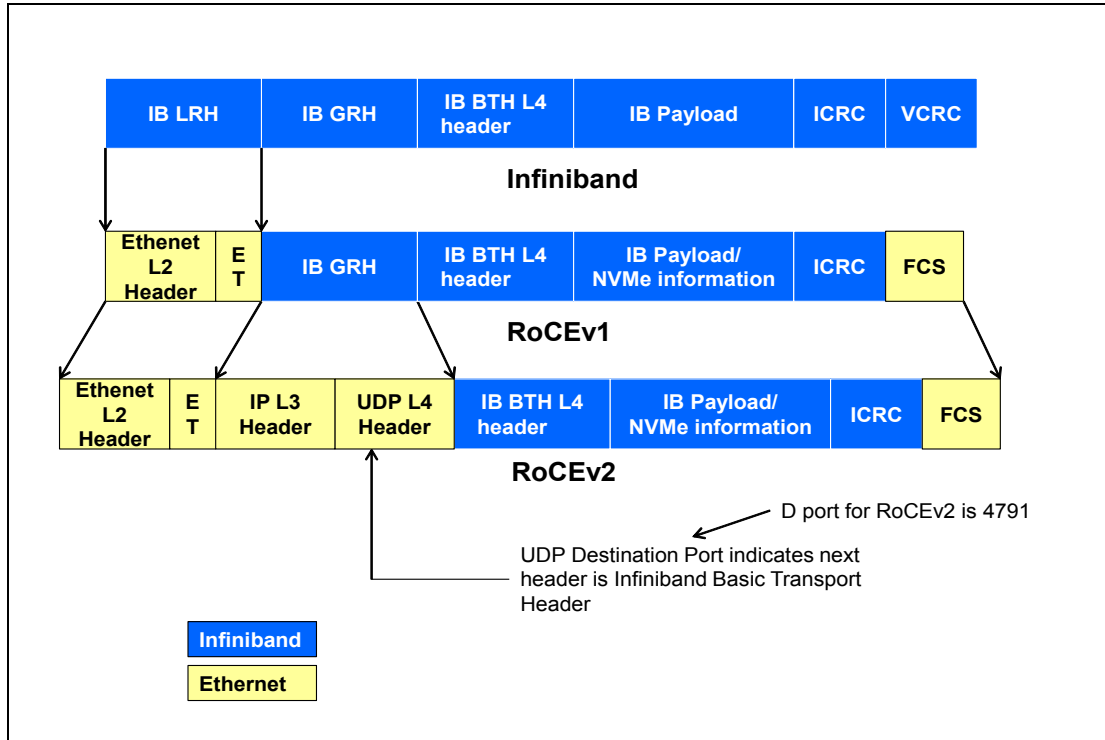 IB LRH
IB GRH
IB BTH L4
header
IB Payload
ICRC
VCRC
Infiniband
Ethenet
L2
Header
E
T
IB GRH
IB BTH L4
header
IB Payload/
NVMe information
ICRC
FCS
RoCEv1
Ethenet
L2
Header
E
T
IP L3
Header
UDP L4
Header
IB BTH L4
header
IB Payload/
NVMe information
ICRC
FCS
RoCEv2
D port for RoCEv2 is 4791
UDP Destination Port indicates next
header is Infiniband Basic Transport
Header
Infiniband
Ethernet